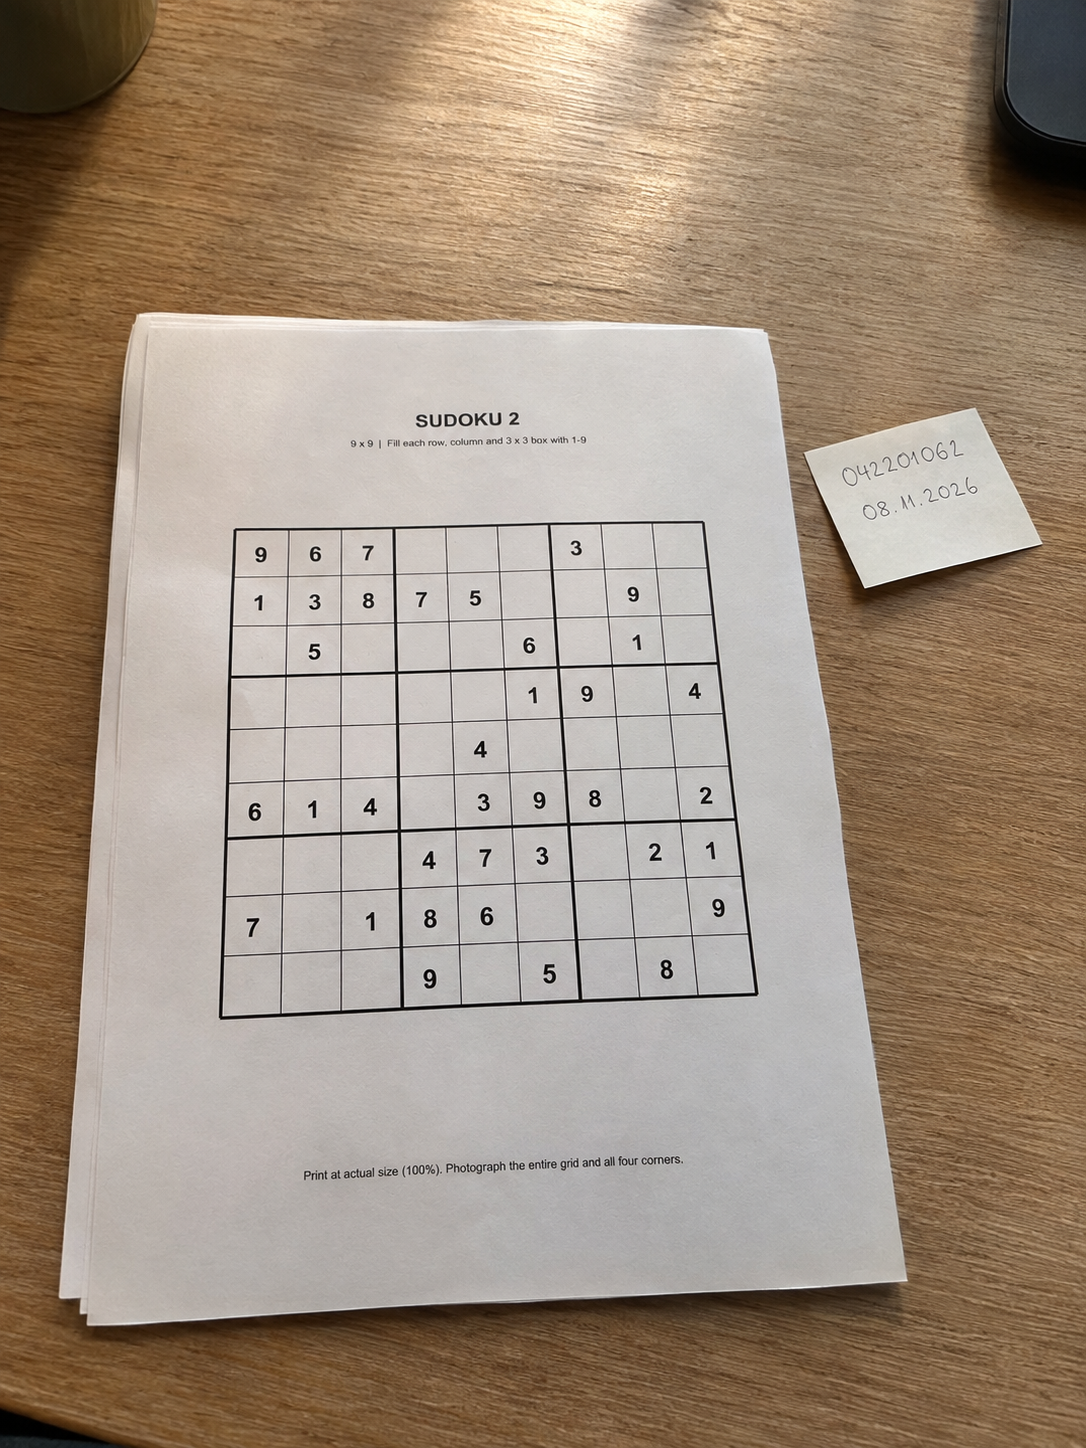 SUDOKU 2
9 x 9 | Fill each row, column and 3 x 3 box with 1-9
9 6 7 3
1 3 8 7 5 9
5 6 1
1 9 4
4
6 1 4 3 9 8 2
4 7 3 2 1
7 1 8 6 9
9 5 8
Print at actual size (100%). Photograph the entire grid and all four corners.
042201062
08.11.2026